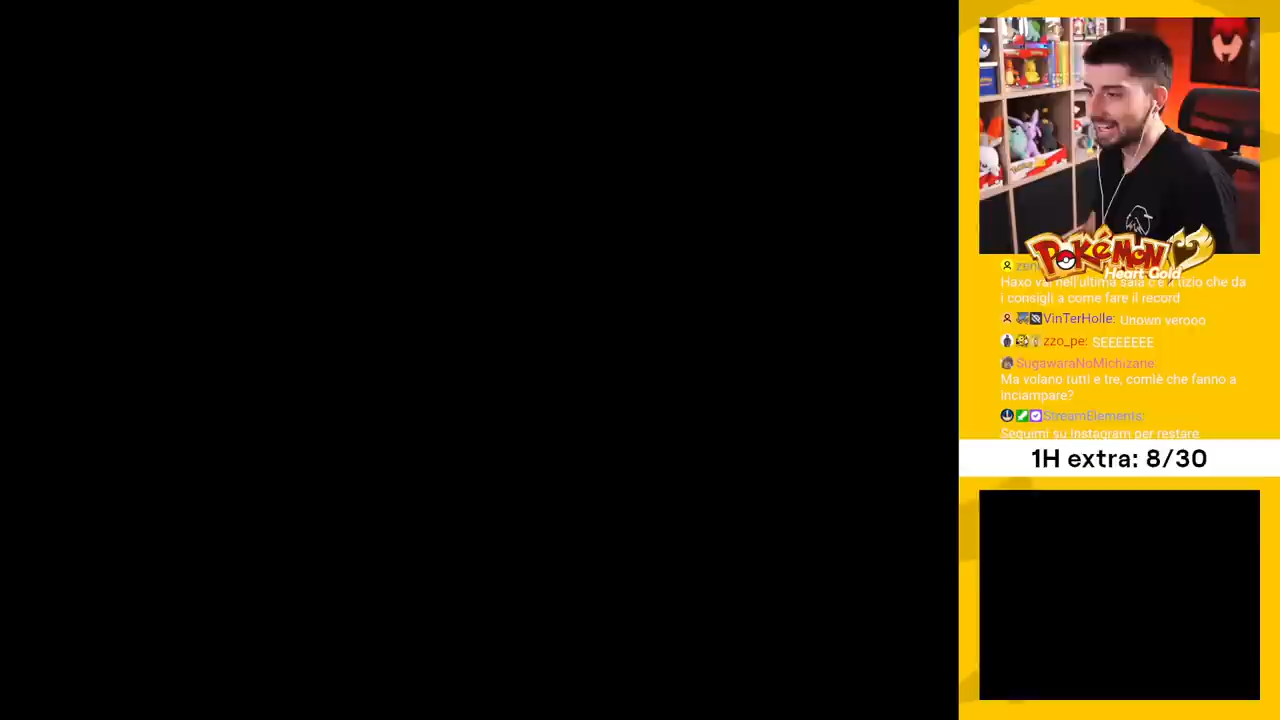 POKéMON
Heart Gold
Haxo vai nell'ultima sala c'è il tizio che da
i consigli a come fare il record
VinTerHolle: Unown verooo
zzo_pe: SEEEEEEE
SugawaraNoMichizane:
Ma volano tutti e tre, com'è che fanno a
inciampare?
StreamElements:
Seguimi su Instagram per restare
1H extra: 8/30